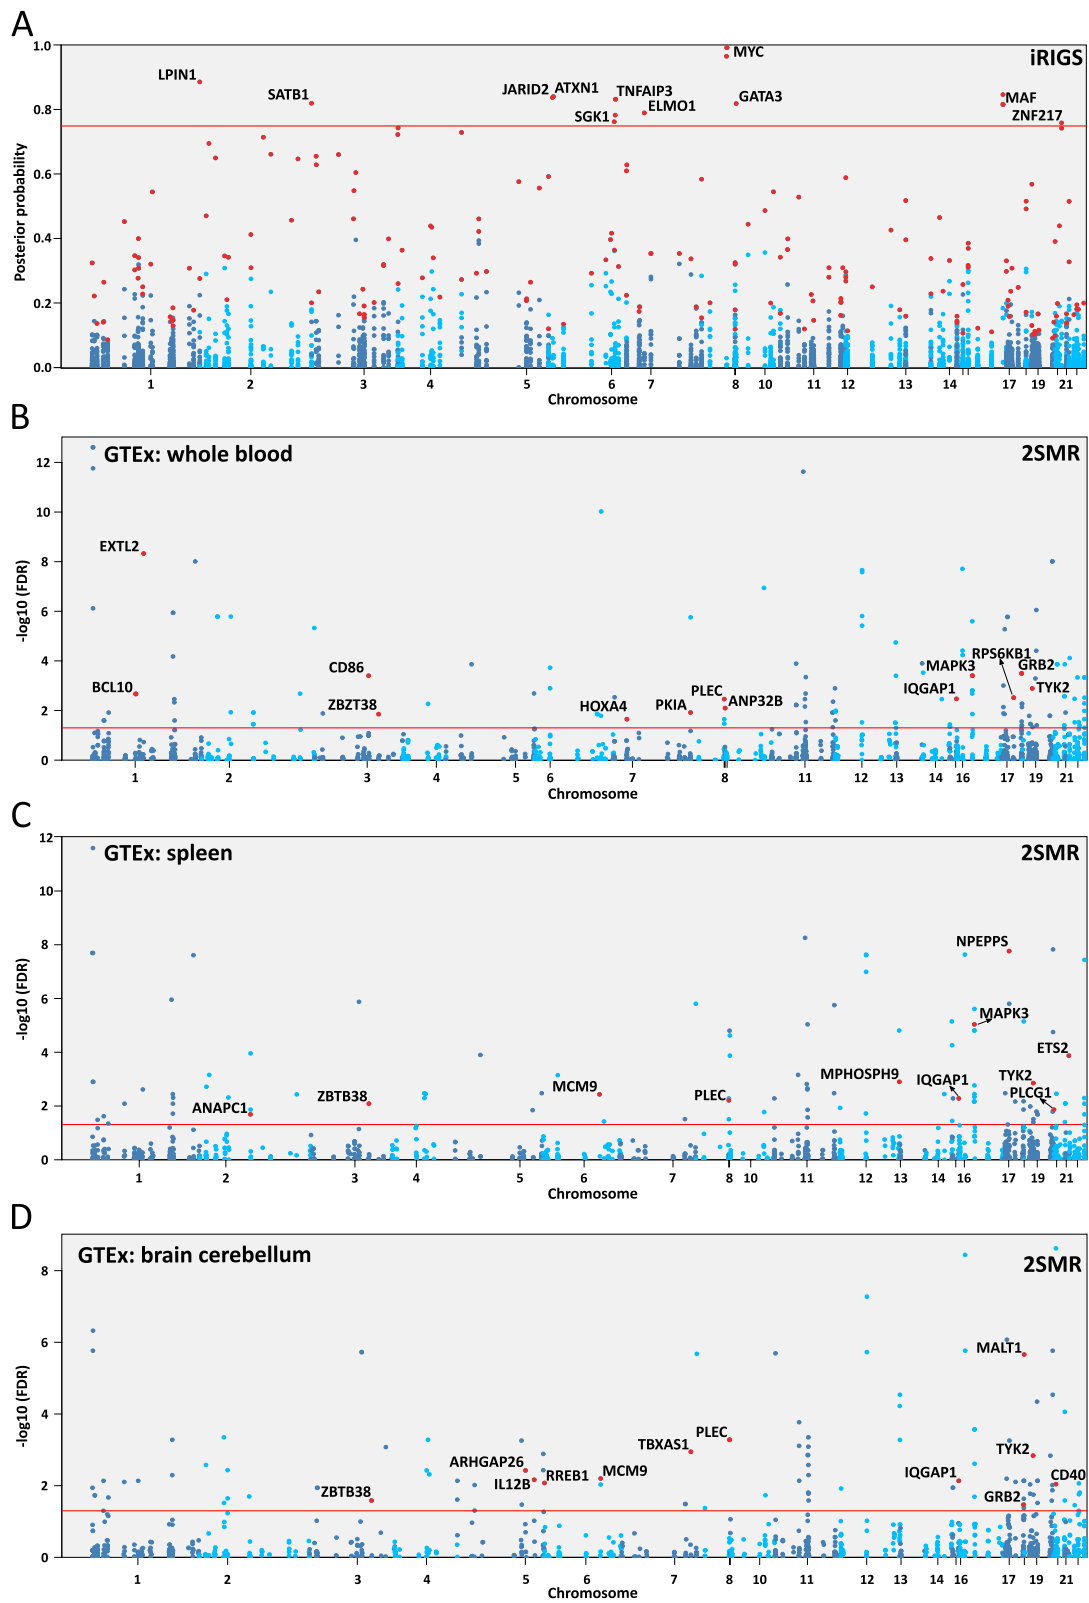 A
iRIGS
1.0
0.8
0.6
0.4
0.2
0.0
Posterior probability
LPIN1
SATB1
JARID2
ATXN1
TNFAIP3
SGK1
ELMO1
MYC
GATA3
MAF
ZNF217
1 2 3 4 5 6 7 8 10 11 12 13 14 17 19 21
Chromosome
B
GTEx: whole blood
2SMR
12
10
8
6
4
2
0
-log10 (FDR)
EXTL2
BCL10
CD86
ZBZT38
HOXA4
PKIA
PLEC
ANP32B
MAPK3
RPS6KB1
GRB2
IQGAP1
TYK2
1 2 3 4 5 6 7 8 11 12 13 14 16 17 19 21
Chromosome
C
GTEx: spleen
2SMR
12
10
8
6
4
2
0
-log10 (FDR)
ANAPC1
ZBTB38
MCM9
PLEC
MPHOSPH9
NPEPPS
MAPK3
IQGAP1
ETS2
TYK2
PLCG1
1 2 3 4 5 6 7 8 10 11 12 13 14 16 17 19 21
Chromosome
D
GTEx: brain cerebellum
2SMR
8
6
4
2
0
-log10 (FDR)
ZBTB38
ARHGAP26
IL12B
RREB1
MCM9
TBXAS1
PLEC
MALT1
TYK2
IQGAP1
GRB2
CD40
1 2 3 4 5 6 7 8 10 11 12 13 14 16 17 19 21
Chromosome